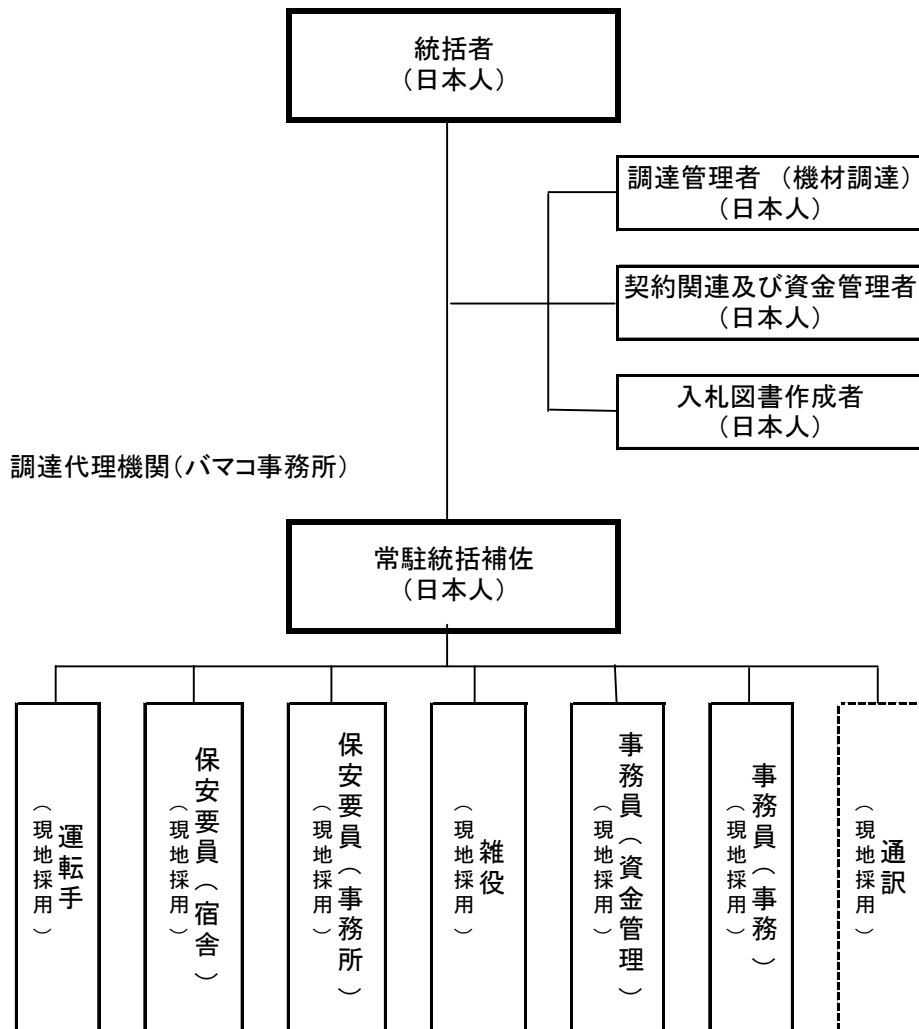 統括者
（日本人）
調達管理者 （機材調達）
（日本人）
契約関連及び資金管理者
（日本人）
入札図書作成者
（日本人）
調達代理機関（バマコ事務所）
常駐統括補佐
（日本人）
運転手
（現地採用）
保安要員（宿舎）
（現地採用）
保安要員（事務所）
（現地採用）
雑役
（現地採用）
事務員（資金管理）
（現地採用）
事務員（事務）
（現地採用）
通訳
（現地採用）